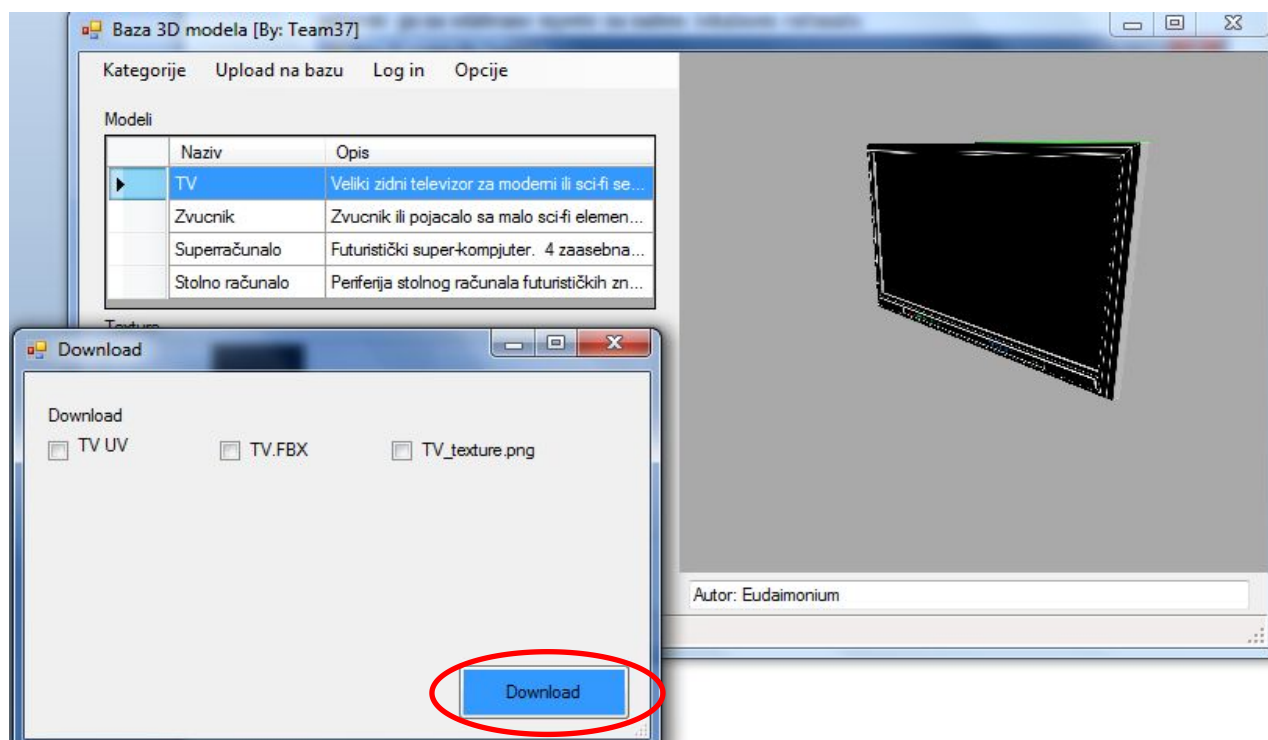 Baza 3D modela [By: Team37]
Kategorije Upload na bazu Log in Opcije
Modeli
Naziv Opis
TV Veliki zidni televizor za moderni ili sci-fi se...
Zvucnik Zvucnik ili pojacalo sa malo sci-fi elemen...
Superračunalo Futuristički super-kompjuter. 4 zaasebna...
Stolno računalo Periferija stolnog računala futurističkih zn...
Download
Download
TV UV TV.FBX TV_texture.png
Autor: Eudaimonium
Download